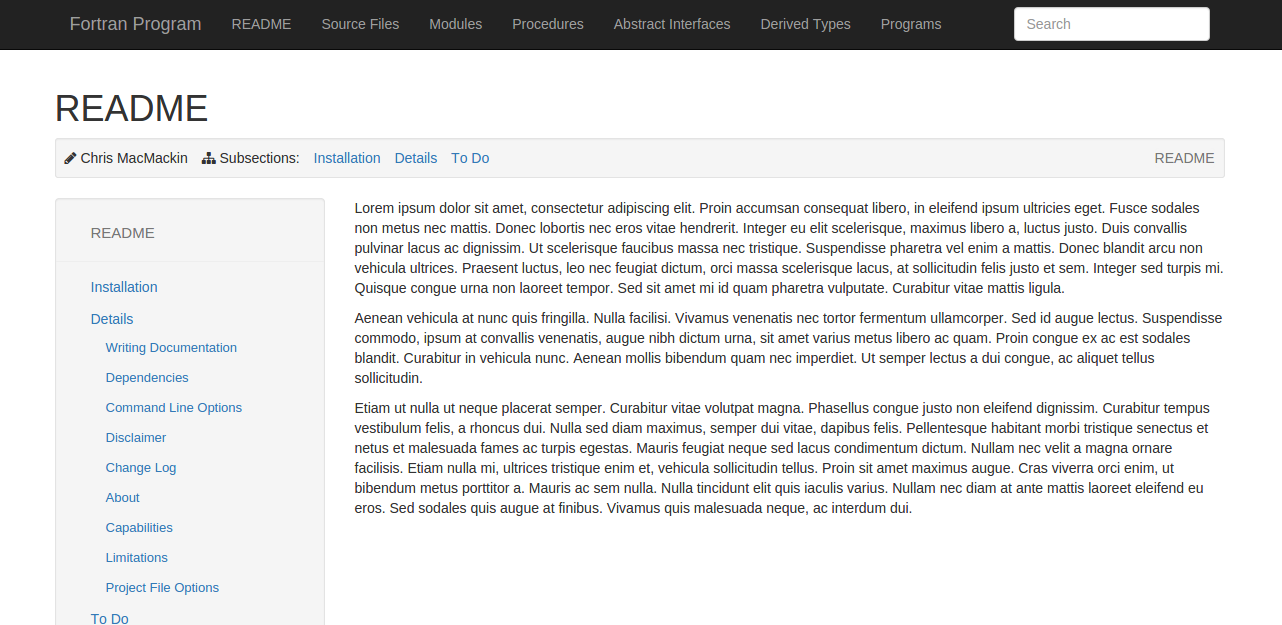 Fortran Program README Source Files Modules Procedures Abstract Interfaces Derived Types Programs Search
README
Chris MacMackin Subsections: Installation Details To Do README
README
Installation
Details
Writing Documentation
Dependencies
Command Line Options
Disclaimer
Change Log
About
Capabilities
Limitations
Project File Options
To Do
Lorem ipsum dolor sit amet, consectetur adipiscing elit. Proin accumsan consequat libero, in eleifend ipsum ultricies eget. Fusce sodales
non metus nec mattis. Donec lobortis nec eros vitae hendrerit. Integer eu elit scelerisque, maximus libero a, luctus justo. Duis convallis
pulvinar lacus ac dignissim. Ut scelerisque faucibus massa nec tristique. Suspendisse pharetra vel enim a mattis. Donec blandit arcu non
vehicula ultrices. Praesent luctus, leo nec feugiat dictum, orci massa scelerisque lacus, at sollicitudin felis justo et sem. Integer sed turpis mi.
Quisque congue urna non laoreet tempor. Sed sit amet mi id quam pharetra vulputate. Curabitur vitae mattis ligula.
Aenean vehicula at nunc quis fringilla. Nulla facilisi. Vivamus venenatis nec tortor fermentum ullamcorper. Sed id augue lectus. Suspendisse
commodo, ipsum at convallis venenatis, augue nibh dictum urna, sit amet varius metus libero ac quam. Proin congue ex ac est sodales
blandit. Curabitur in vehicula nunc. Aenean mollis bibendum quam nec imperdiet. Ut semper lectus a dui congue, ac aliquet tellus
sollicitudin.
Etiam ut nulla ut neque placerat semper. Curabitur vitae volutpat magna. Phasellus congue justo non eleifend dignissim. Curabitur tempus
vestibulum felis, a rhoncus dui. Nulla sed diam maximus, semper dui vitae, dapibus felis. Pellentesque habitant morbi tristique senectus et
netus et malesuada fames ac turpis egestas. Mauris feugiat neque sed lacus condimentum dictum. Nullam nec velit a magna ornare
facilisis. Etiam nulla mi, ultrices tristique enim et, vehicula sollicitudin tellus. Proin sit amet maximus augue. Cras viverra orci enim, ut
bibendum metus porttitor a. Mauris ac sem nulla. Nulla tincidunt elit quis iaculis varius. Nullam nec diam at ante mattis laoreet eleifend eu
eros. Sed sodales quis augue at finibus. Vivamus quis malesuada neque, ac interdum dui.